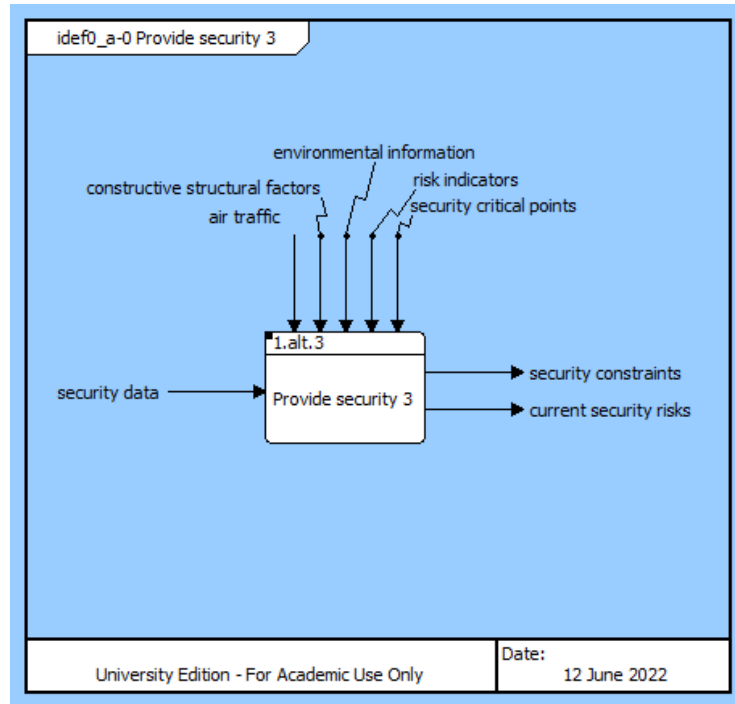 idef0_a-0 Provide security 3
environmental information
constructive structural factors
risk indicators
air traffic
security critical points
1.alt.3
Provide security 3
security data
security constraints
current security risks
University Edition - For Academic Use Only
Date:
12 June 2022